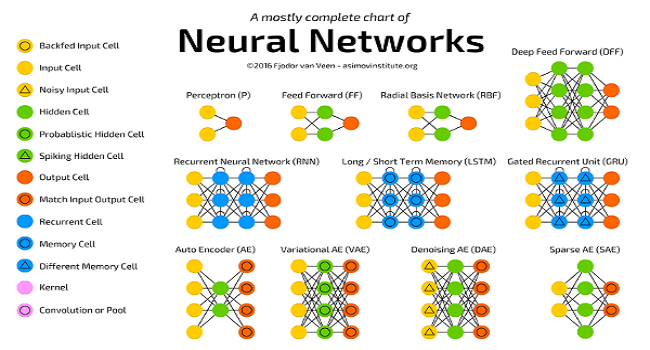 A mostly complete chart of
Neural Networks
©2016 Fjodor van Veen - asimovinstitute.org
Deep Feed Forward (DFF)
Backfed Input Cell
Input Cell
Noisy Input Cell
Hidden Cell
Probablistic Hidden Cell
Spiking Hidden Cell
Output Cell
Match Input Output Cell
Recurrent Cell
Memory Cell
Different Memory Cell
Kernel
Convolution or Pool
Perceptron (P)
Feed Forward (FF)
Radial Basis Network (RBF)
Recurrent Neural Network (RNN)
Long / Short Term Memory (LSTM)
Gated Recurrent Unit (GRU)
Auto Encoder (AE)
Variational AE (VAE)
Denoising AE (DAE)
Sparse AE (SAE)